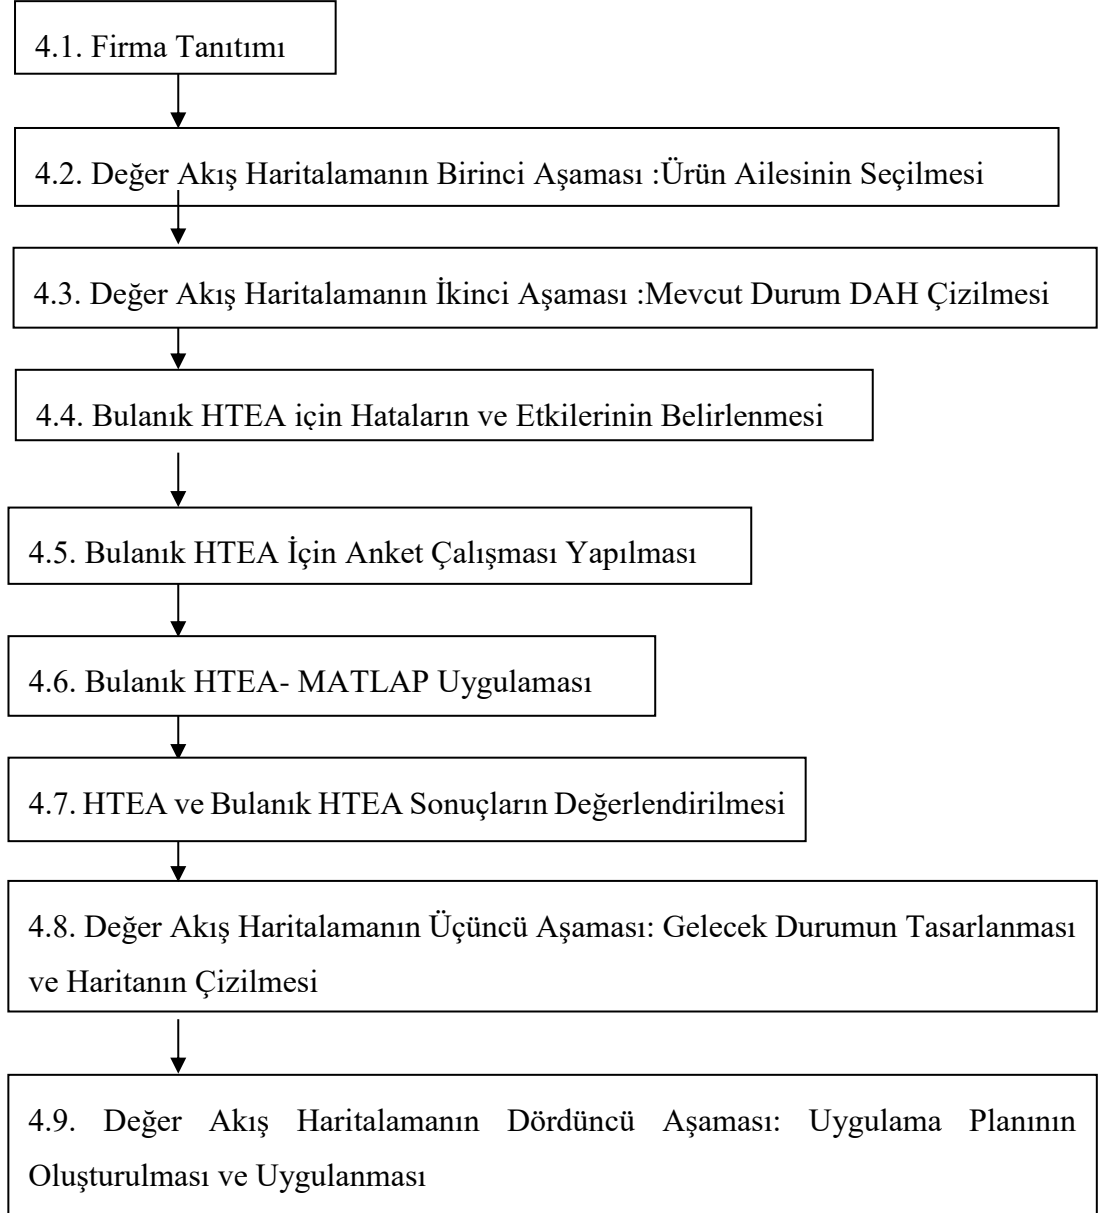 4.1. Firma Tanıtımı
4.2. Değer Akış Haritalamanın Birinci Aşaması :Ürün Ailesinin Seçilmesi
4.3. Değer Akış Haritalamanın İkinci Aşaması :Mevcut Durum DAH Çizilmesi
4.4. Bulanık HTEA için Hataların ve Etkilerinin Belirlenmesi
4.5. Bulanık HTEA İçin Anket Çalışması Yapılması
4.6. Bulanık HTEA- MATLAP Uygulaması
4.7. HTEA ve Bulanık HTEA Sonuçların Değerlendirilmesi
4.8. Değer Akış Haritalamanın Üçüncü Aşaması: Gelecek Durumun Tasarlanması
ve Haritanın Çizilmesi
4.9. Değer Akış Haritalamanın Dördüncü Aşaması: Uygulama Planının
Oluşturulması ve Uygulanması